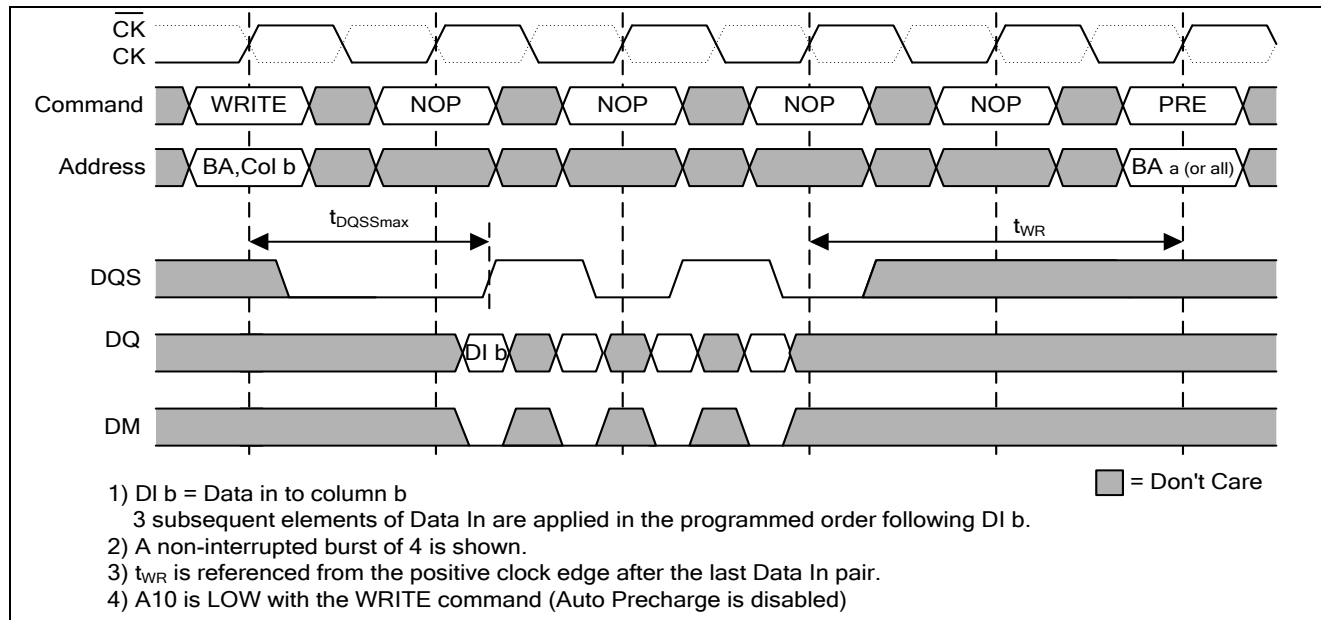 CK
CK
Command WRITE NOP NOP NOP NOP PRE
Address BA,Col b BA a (or all)
tDQSSmax tWR
DQS
DQ DI b
DM
= Don't Care
1) DI b = Data in to column b
3 subsequent elements of Data In are applied in the programmed order following DI b.
2) A non-interrupted burst of 4 is shown.
3) tWR is referenced from the positive clock edge after the last Data In pair.
4) A10 is LOW with the WRITE command (Auto Precharge is disabled)